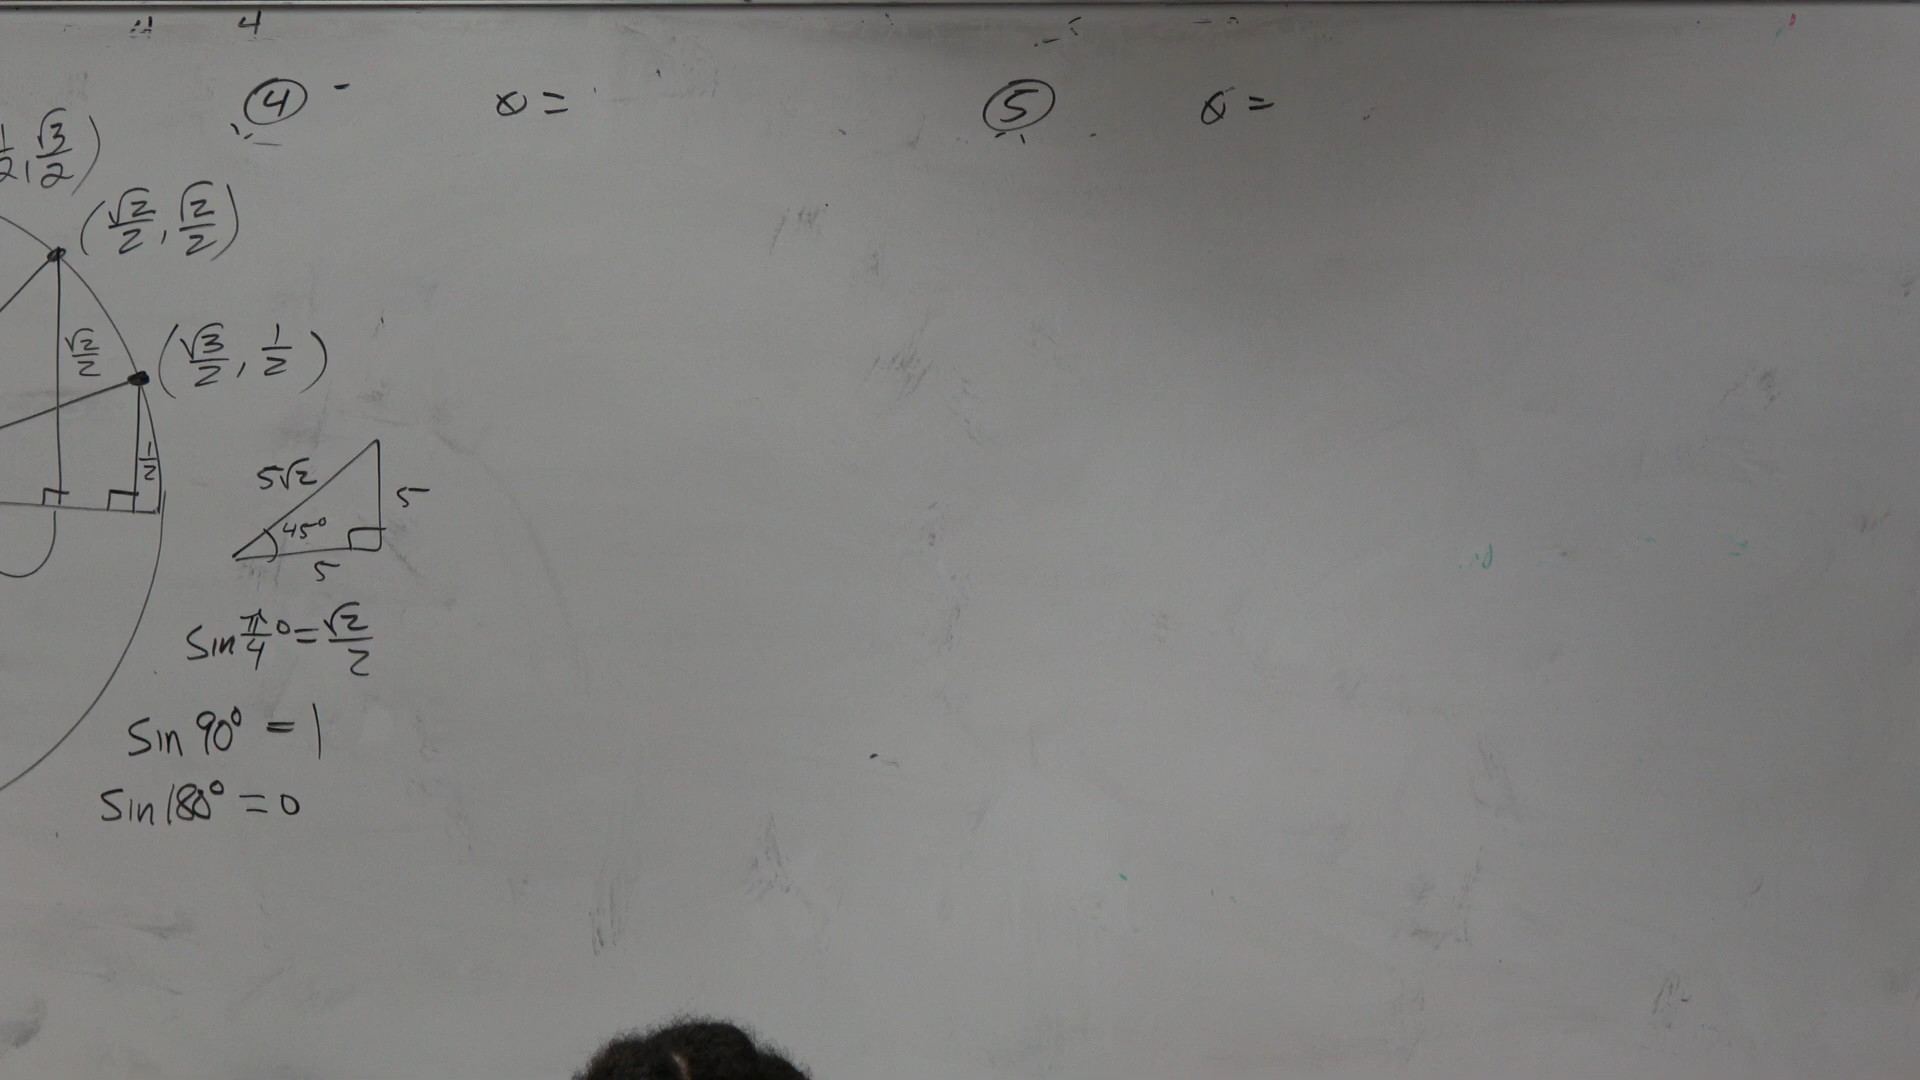 4
④ - θ =
⑤ θ =
1/2, √3/2)
(√2/2, √2/2)
√2/2
(√3/2, 1/2)
1/2
5√2
5
45°
5
Sin π/4° = √2/2
Sin 90° = 1
Sin 180° = 0